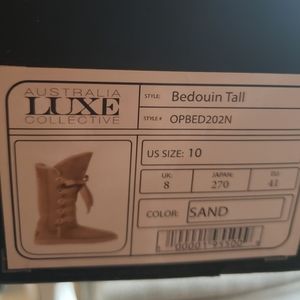 AUSTRALIA
LUXE
COLLECTIVE
STYLE: Bedouin Tall
STYLE# OPBED202N
US SIZE: 10
UK: JAPAN: EU:
8 270 41
COLOR: SAND